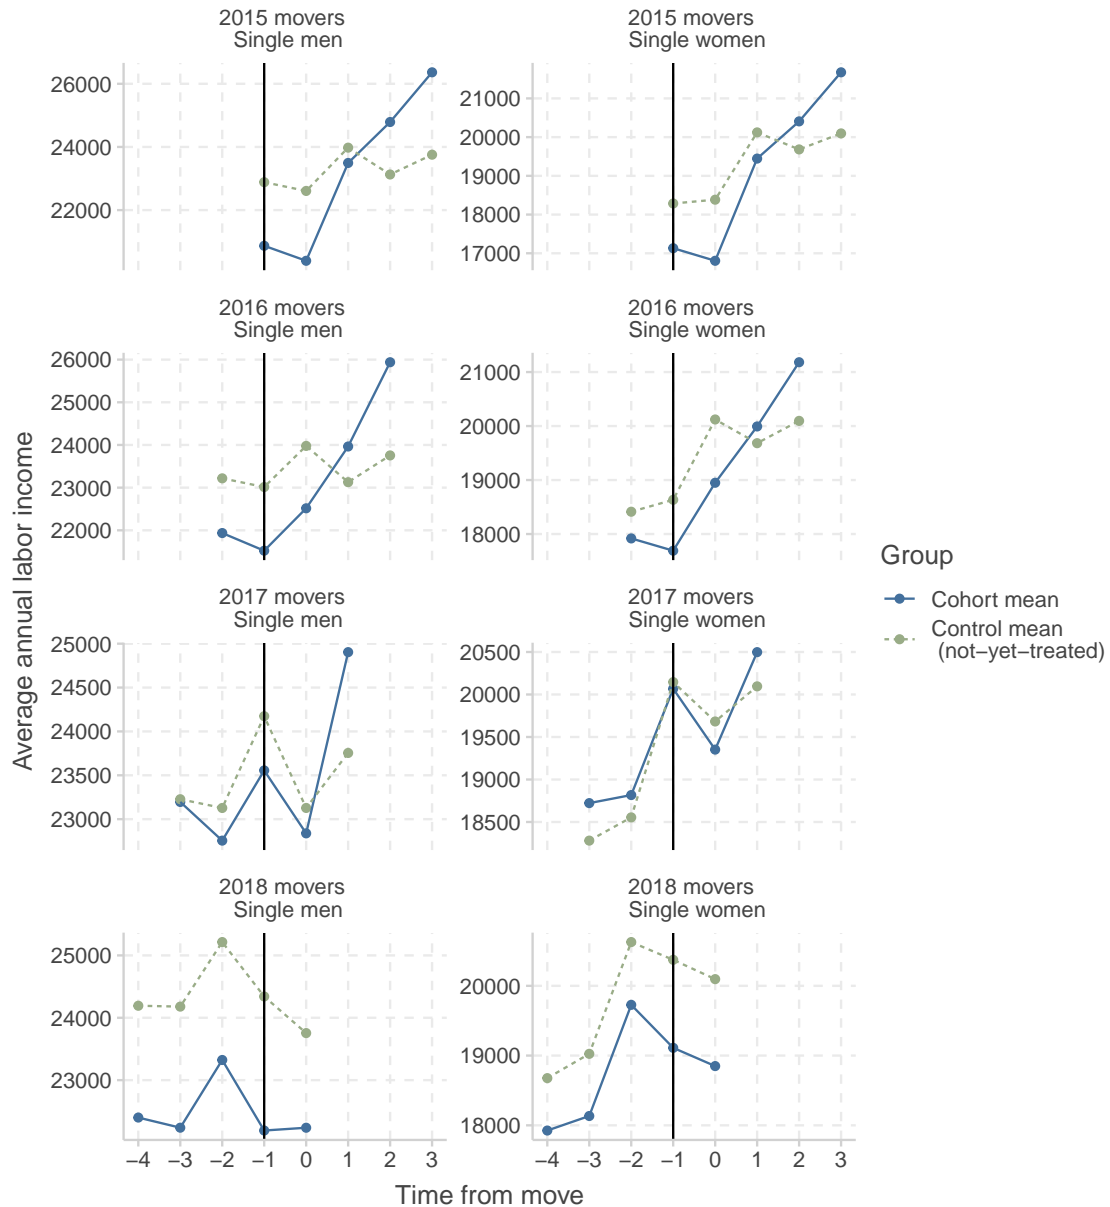 2015 movers
Single men
2015 movers
Single women
26000
24000
22000
21000
20000
19000
18000
17000
2016 movers
Single men
2016 movers
Single women
26000
25000
24000
23000
22000
21000
20000
19000
18000
2017 movers
Single men
2017 movers
Single women
25000
24500
24000
23500
23000
20500
20000
19500
19000
18500
2018 movers
Single men
2018 movers
Single women
25000
24000
23000
20000
19000
18000
−4 −3 −2 −1 0 1 2 3
−4 −3 −2 −1 0 1 2 3
Time from move
Average annual labor income
Group
Cohort mean
Control mean
(not−yet−treated)